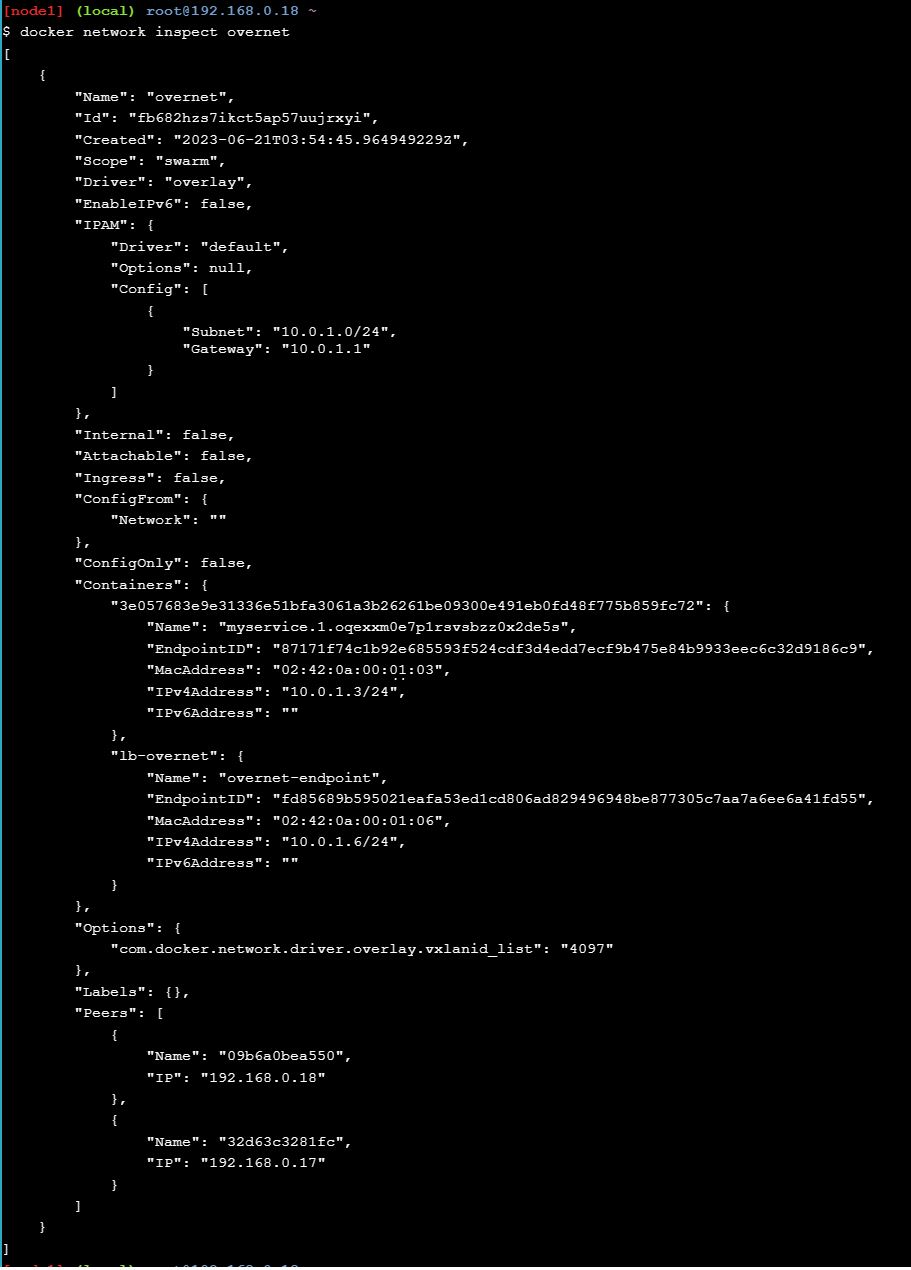 [node1] (local) root@192.168.0.18 ~
$ docker network inspect overnet
[
    {
        "Name": "overnet",
        "Id": "fb682hzs7ikct5ap57uujrxyi",
        "Created": "2023-06-21T03:54:45.964949229Z",
        "Scope": "swarm",
        "Driver": "overlay",
        "EnableIPv6": false,
        "IPAM": {
            "Driver": "default",
            "Options": null,
            "Config": [
                {
                    "Subnet": "10.0.1.0/24",
                    "Gateway": "10.0.1.1"
                }
            ]
        },
        "Internal": false,
        "Attachable": false,
        "Ingress": false,
        "ConfigFrom": {
            "Network": ""
        },
        "ConfigOnly": false,
        "Containers": {
            "3e057683e9e31336e51bfa3061a3b26261be09300e491eb0fd48f775b859fc72": {
                "Name": "myservice.1.oqexxm0e7p1rsvsbzz0x2de5s",
                "EndpointID": "87171f74c1b92e685593f524cdf3d4edd7ecf9b475e84b9933eec6c32d9186c9",
                "MacAddress": "02:42:0a:00:01:03",
                "IPv4Address": "10.0.1.3/24",
                "IPv6Address": ""
            },
            "lb-overnet": {
                "Name": "overnet-endpoint",
                "EndpointID": "fd85689b595021eafa53ed1cd806ad829496948be877305c7aa7a6ee6a41fd55",
                "MacAddress": "02:42:0a:00:01:06",
                "IPv4Address": "10.0.1.6/24",
                "IPv6Address": ""
            }
        },
        "Options": {
            "com.docker.network.driver.overlay.vxlanid_list": "4097"
        },
        "Labels": {},
        "Peers": [
            {
                "Name": "09b6a0bea550",
                "IP": "192.168.0.18"
            },
            {
                "Name": "32d63c3281fc",
                "IP": "192.168.0.17"
            }
        ]
    }
]